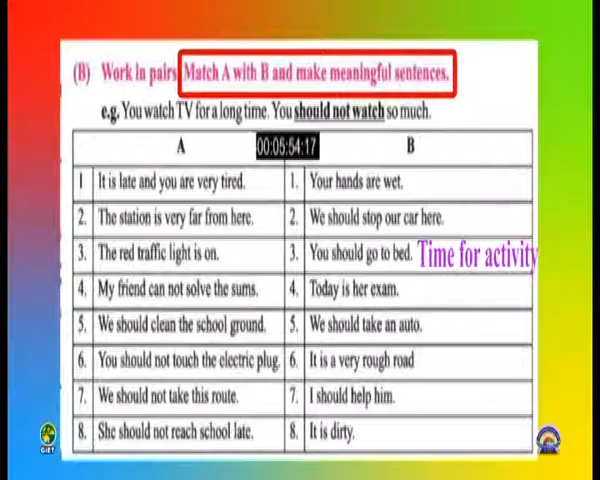 (B) Work in pairs Match A with B and make meaningful sentences.
e.g. You watch TV for a long time. You should not watch so much.
A 00:05:54:17 B
1 It is late and you are very tired. 1. Your hands are wet.
2. The station is very far from here. 2. We should stop our car here.
3. The red traffic light is on. 3. You should go to bed. Time for activity
4. My friend can not solve the sums. 4. Today is her exam.
5. We should clean the school ground. 5. We should take an auto.
6. You should not touch the electric plug. 6. It is a very rough road
7. We should not take this route. 7. I should help him.
8. She should not reach school late. 8. It is dirty.
GIET